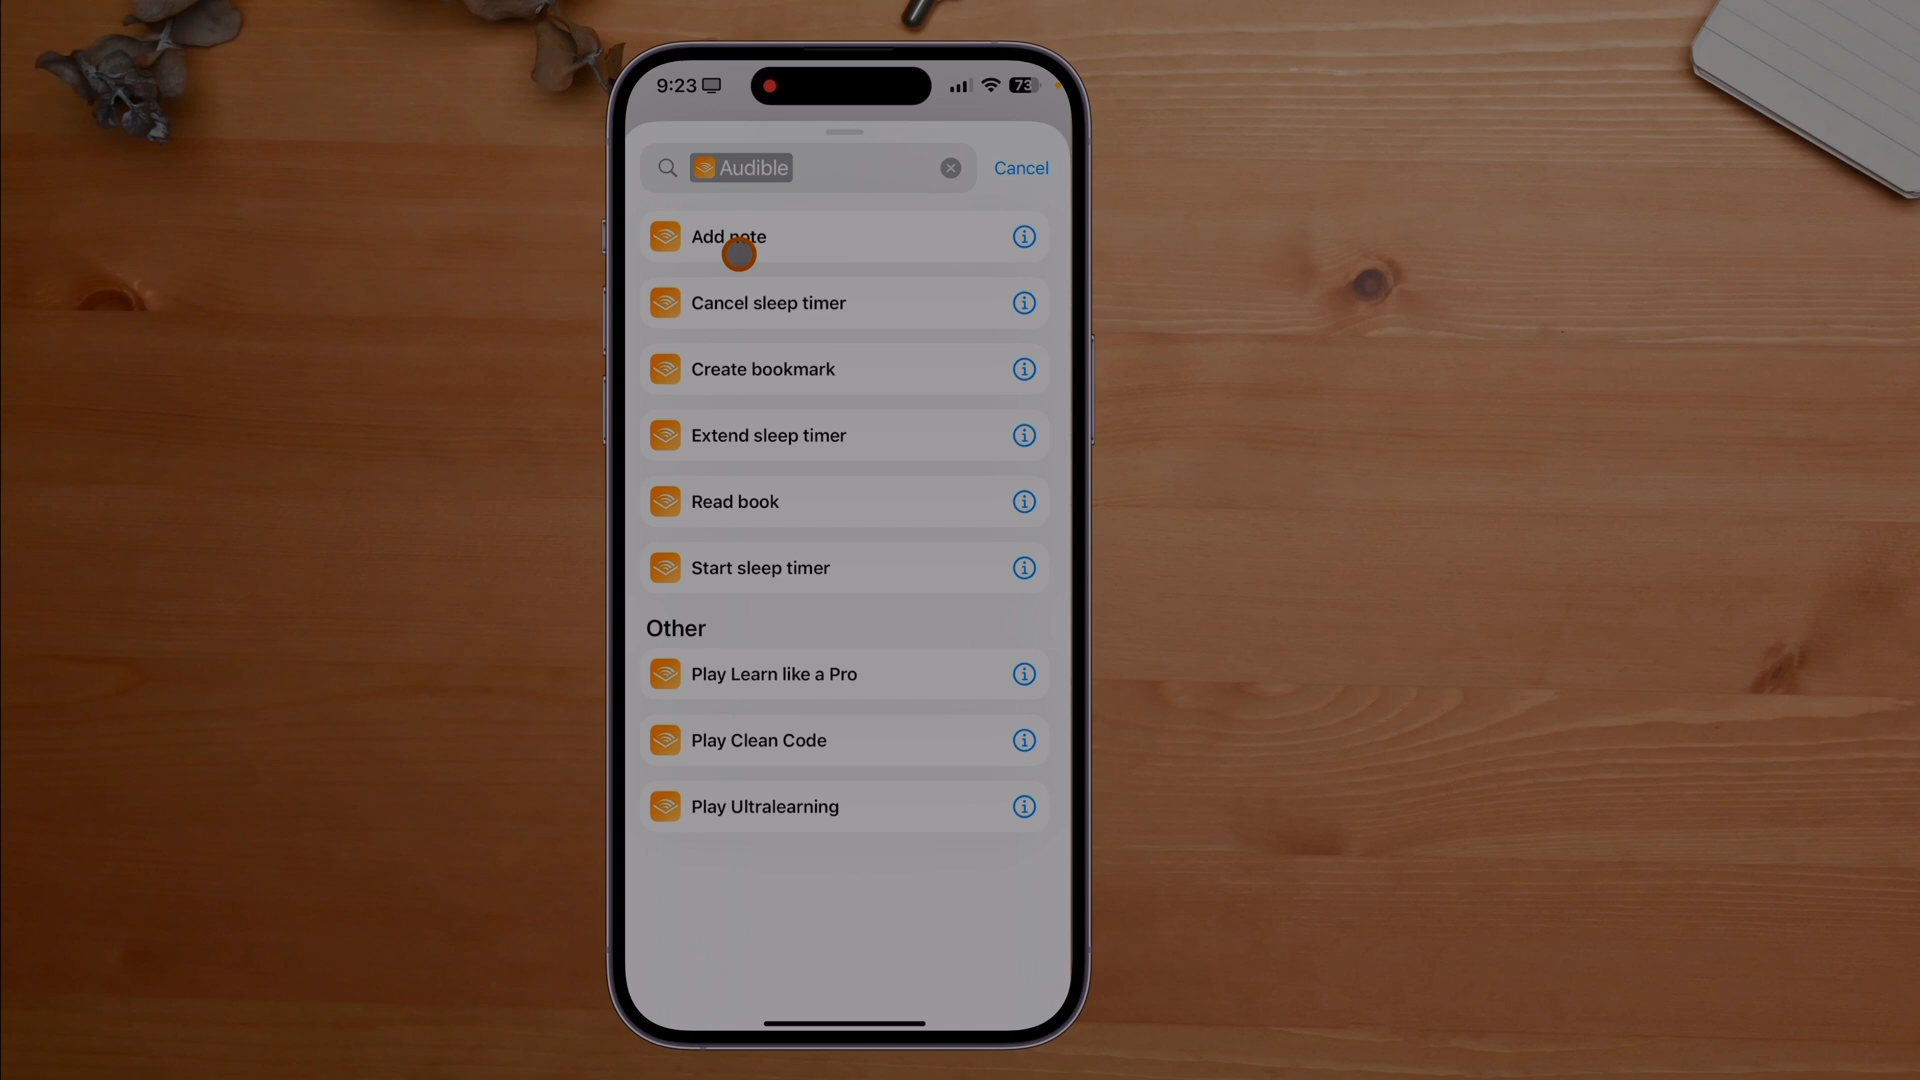 9:23
73
Audible
Cancel
Add note
Cancel sleep timer
Create bookmark
Extend sleep timer
Read book
Start sleep timer
Other
Play Learn like a Pro
Play Clean Code
Play Ultralearning